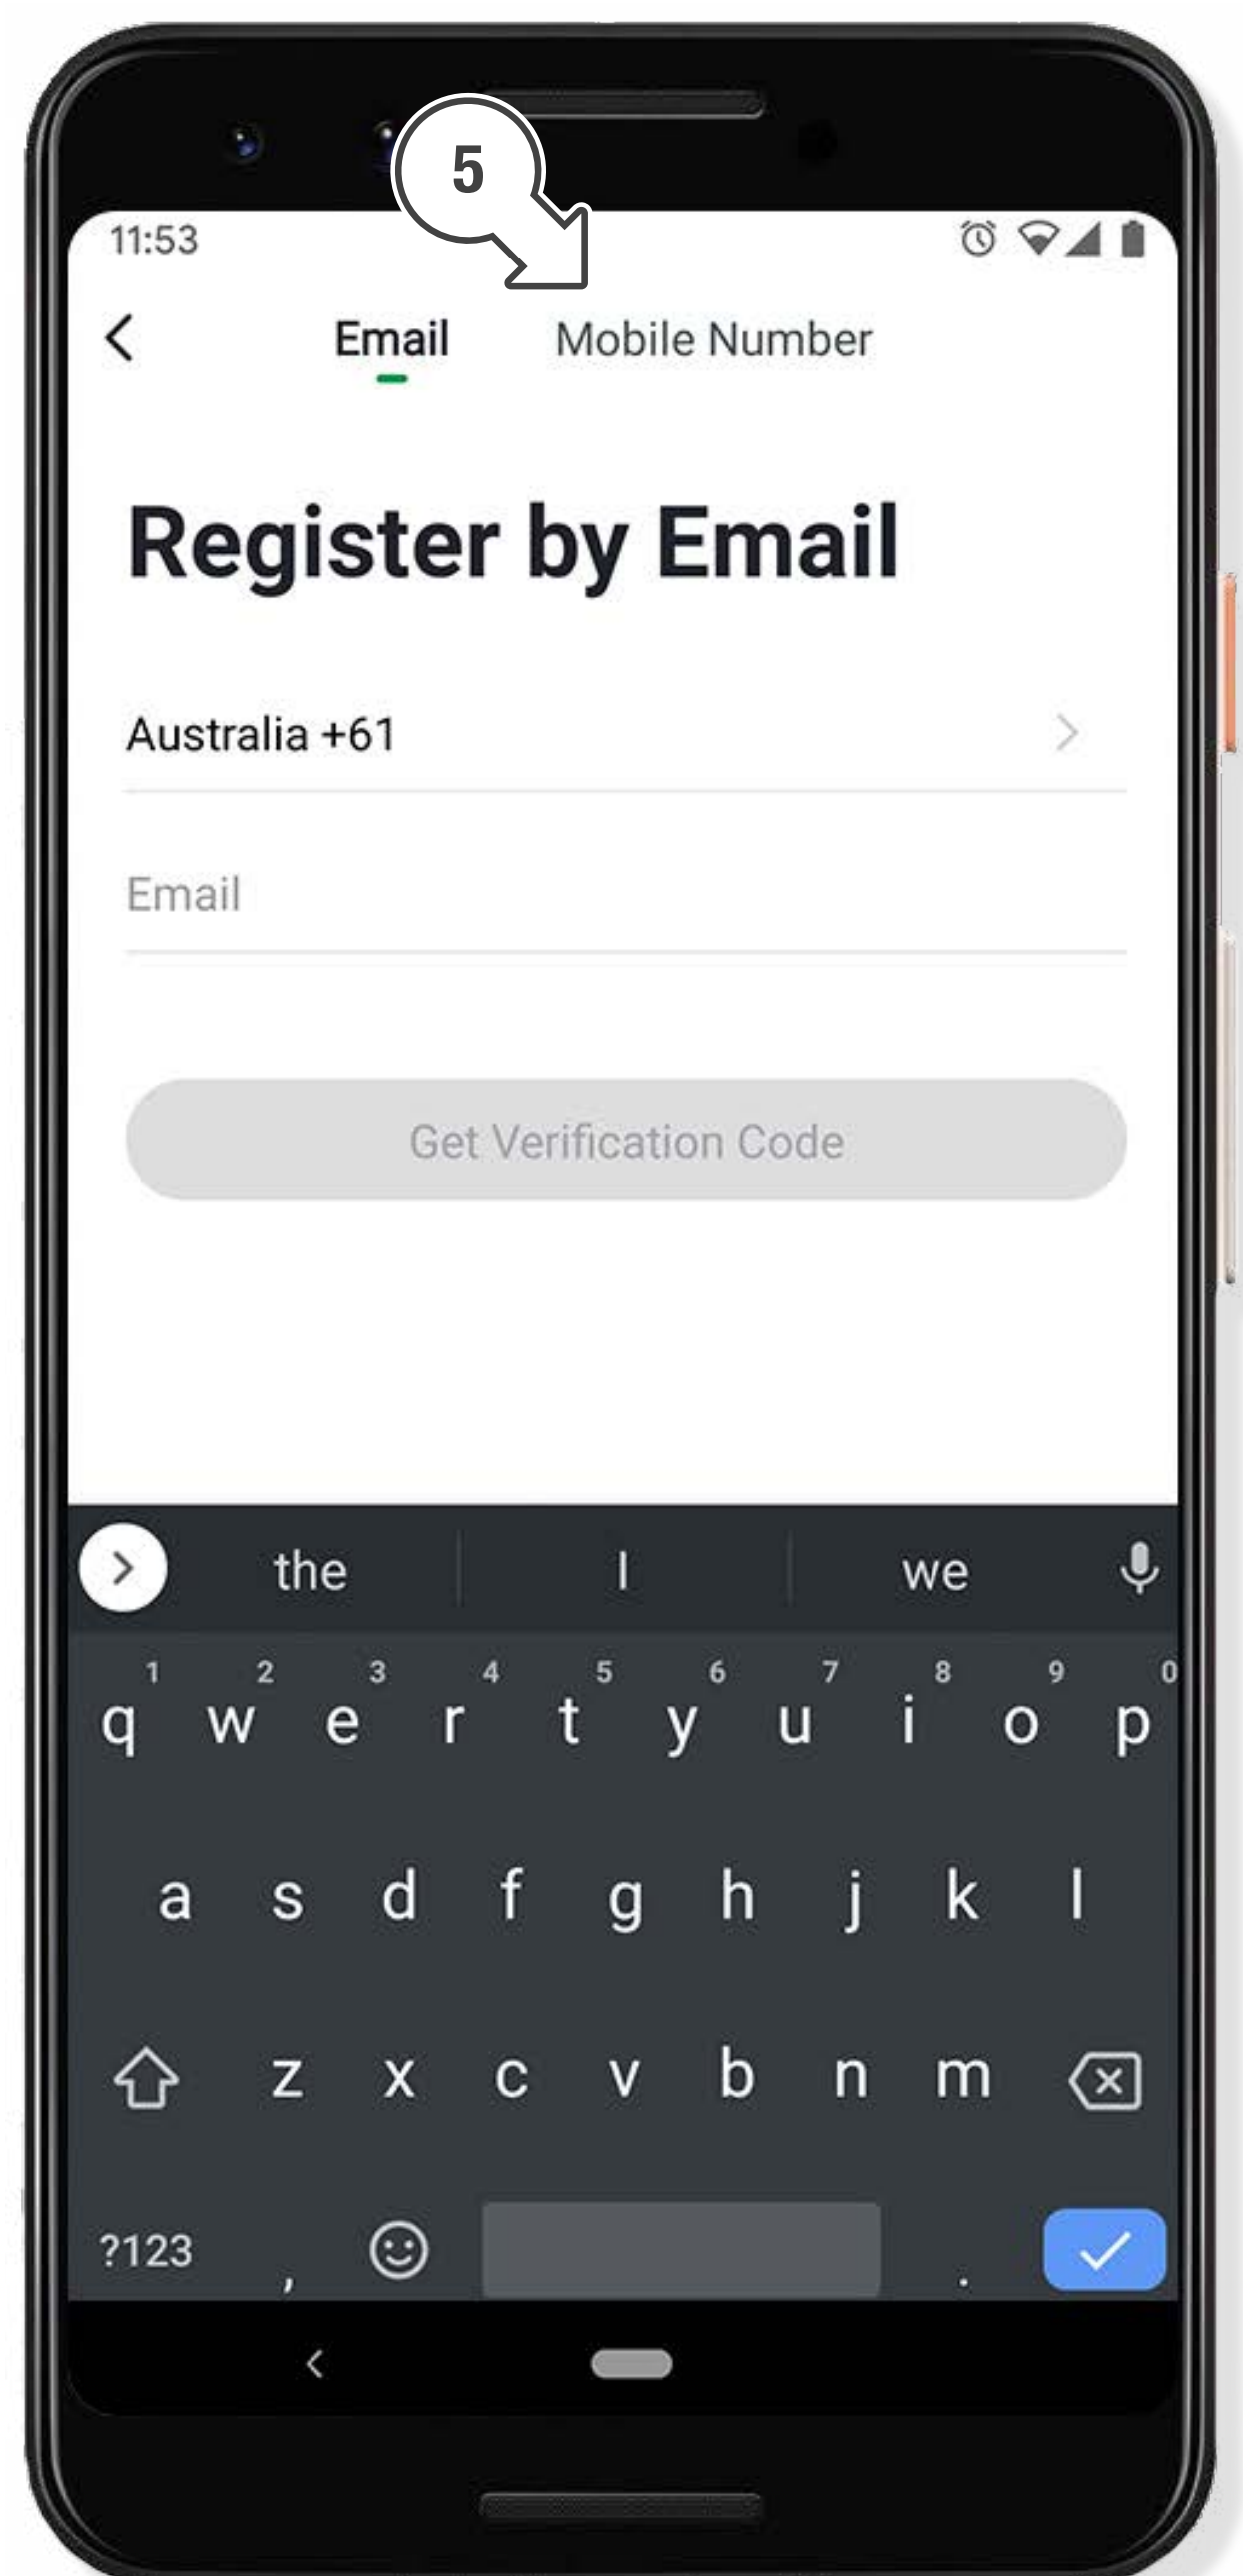 5
11:53
Email Mobile Number
Register by Email
Australia +61
Email
Get Verification Code
the I we
1 2 3 4 5 6 7 8 9 0
q w e r t y u i o p
a s d f g h j k l
z x c v b n m
?123 , .